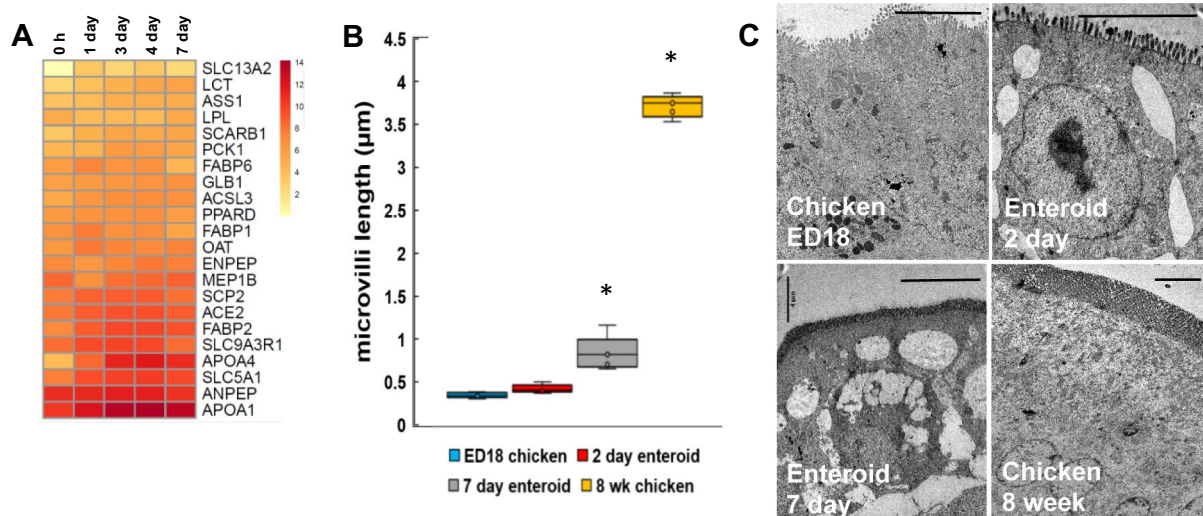 A
0 h
1 day
3 day
4 day
7 day
SLC13A2
LCT
ASS1
LPL
SCARB1
PCK1
FABP6
GLB1
ACSL3
PPARD
FABP1
OAT
ENPEP
MEP1B
SCP2
ACE2
FABP2
SLC9A3R1
APOA4
SLC5A1
ANPEP
APOA1
14
12
10
8
6
4
2
B
microvilli length (µm)
4.5
4
3.5
3
2.5
2
1.5
1
0.5
0
*
*
ED18 chicken
2 day enteroid
7 day enteroid
8 wk chicken
C
Chicken
ED18
Enteroid
2 day
4 µm
Enteroid
7 day
Chicken
8 week